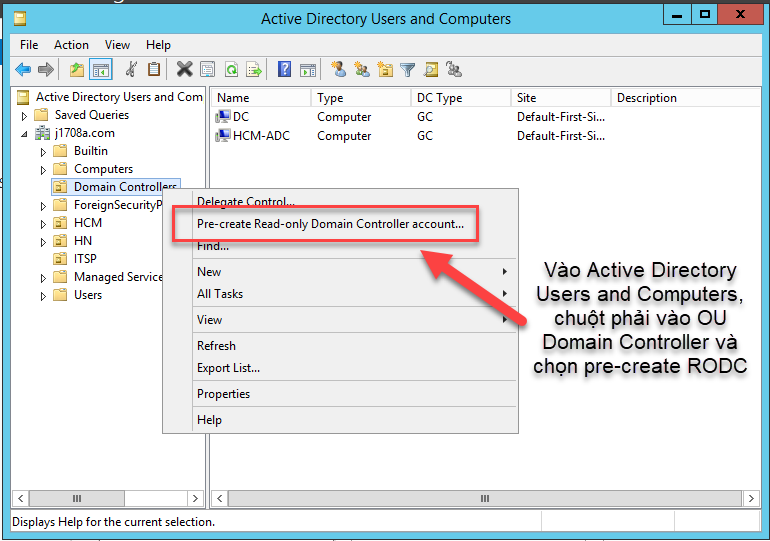 Active Directory Users and Computers
File Action View Help
Active Directory Users and Com
Saved Queries
j1708a.com
Builtin
Computers
Domain Controllers
ForeignSecurityP
HCM
HN
ITSP
Managed Service
Users
Name Type DC Type Site Description
DC Computer GC Default-First-Si...
HCM-ADC Computer GC Default-First-Si...
Delegate Control...
Pre-create Read-only Domain Controller account...
Find...
New
All Tasks
View
Refresh
Export List...
Properties
Help
Vào Active Directory
Users and Computers,
chuột phải vào OU
Domain Controller và
chọn pre-create RODC
Displays Help for the current selection.